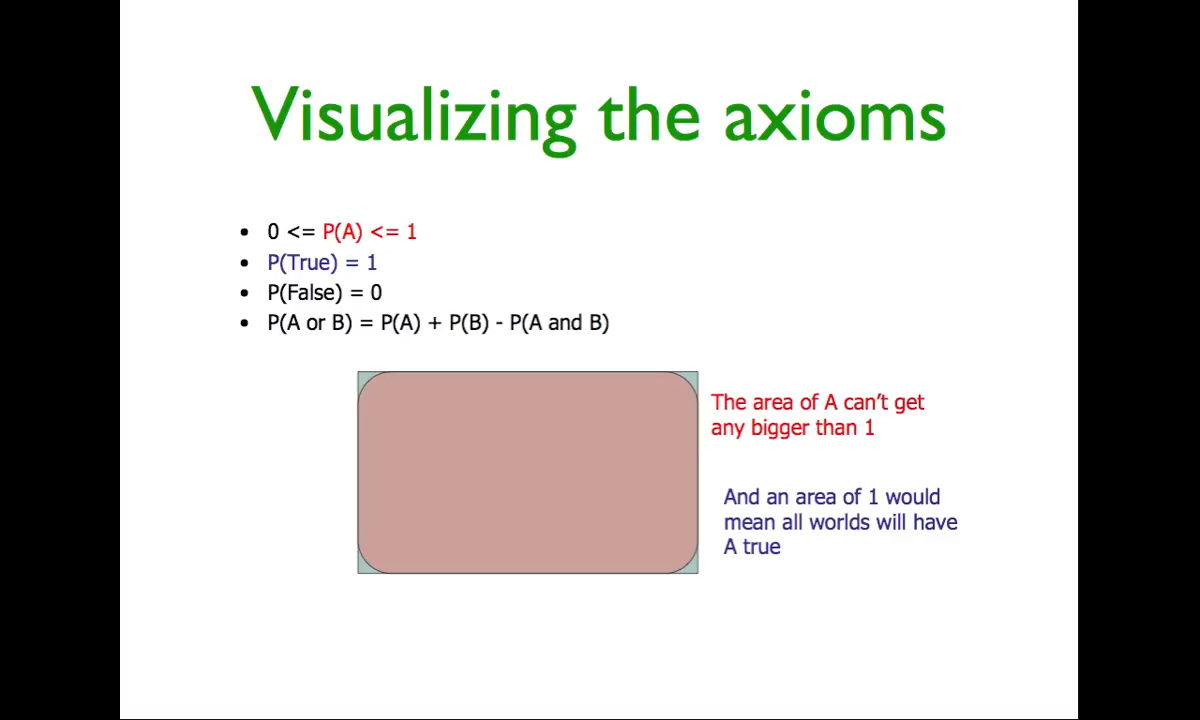 Visualizing the axioms
• 0 <= P(A) <= 1
• P(True) = 1
• P(False) = 0
• P(A or B) = P(A) + P(B) - P(A and B)
The area of A can’t get
any bigger than 1
And an area of 1 would
mean all worlds will have
A true